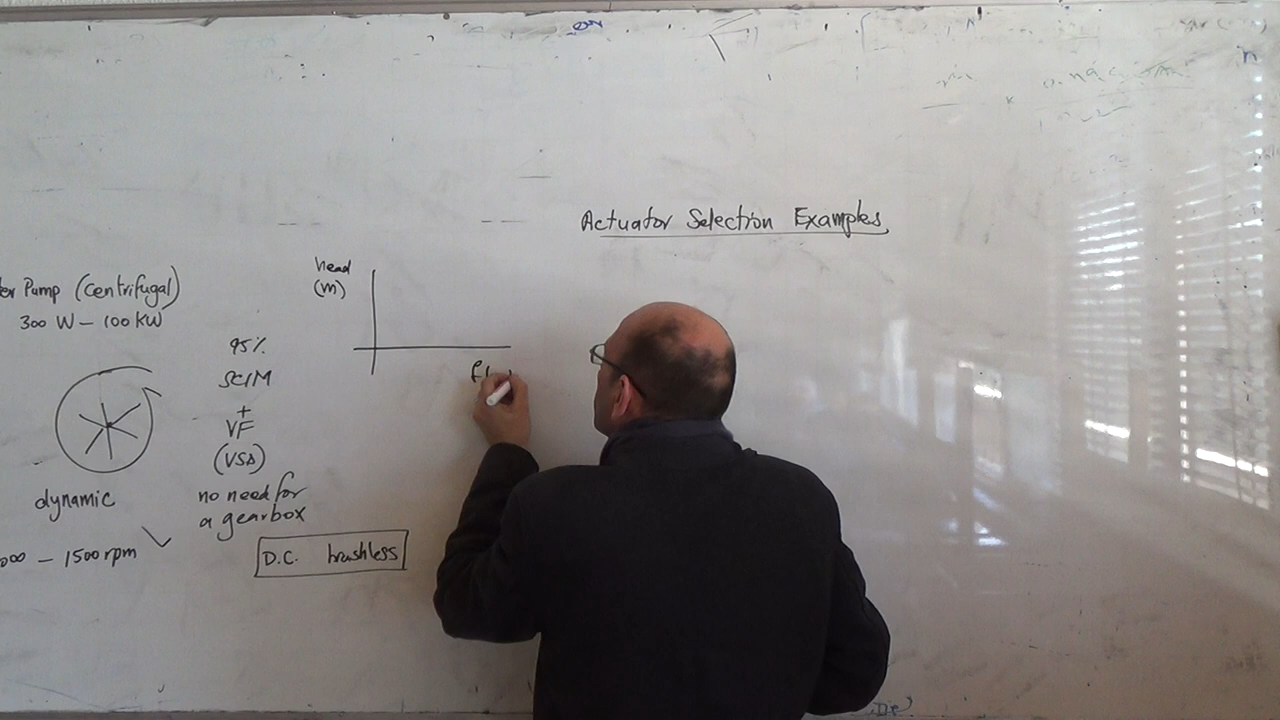 Actuator Selection Examples
Pump (centrifugal)
300 W – 100 kW
dynamic
– 1500 rpm
95%
SCIM
+
VF
(VSD)
no need for
a gearbox
D.C. brushless
head
(m)